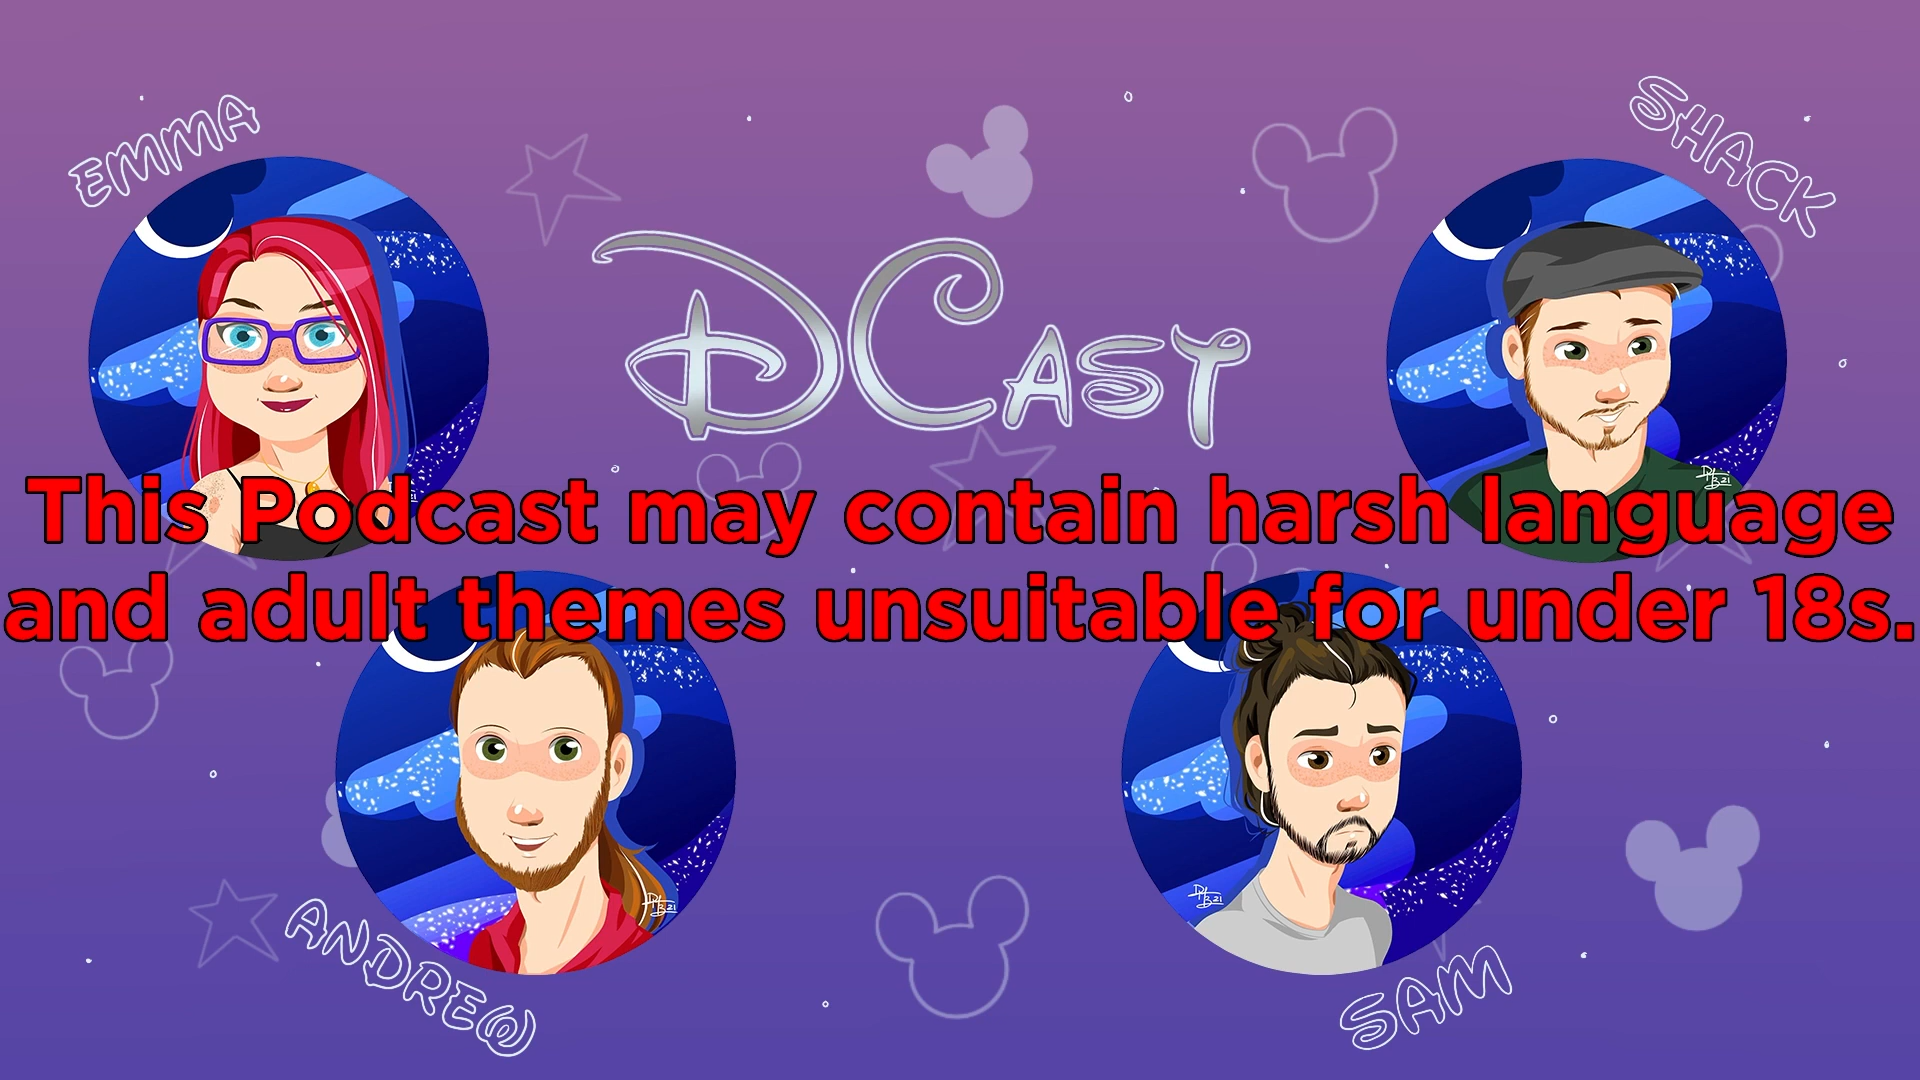 EMMA
SHACK
DCAST
This Podcast may contain harsh language
and adult themes unsuitable for under 18s.
ANDREW
SAM